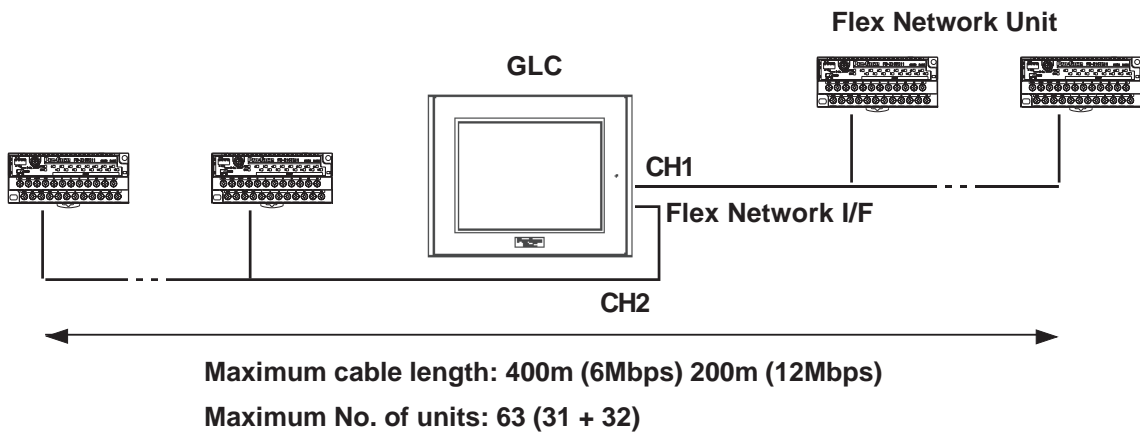 Flex Network Unit
GLC
CH1
Flex Network I/F
CH2
Maximum cable length: 400m (6Mbps) 200m (12Mbps)
Maximum No. of units: 63 (31 + 32)